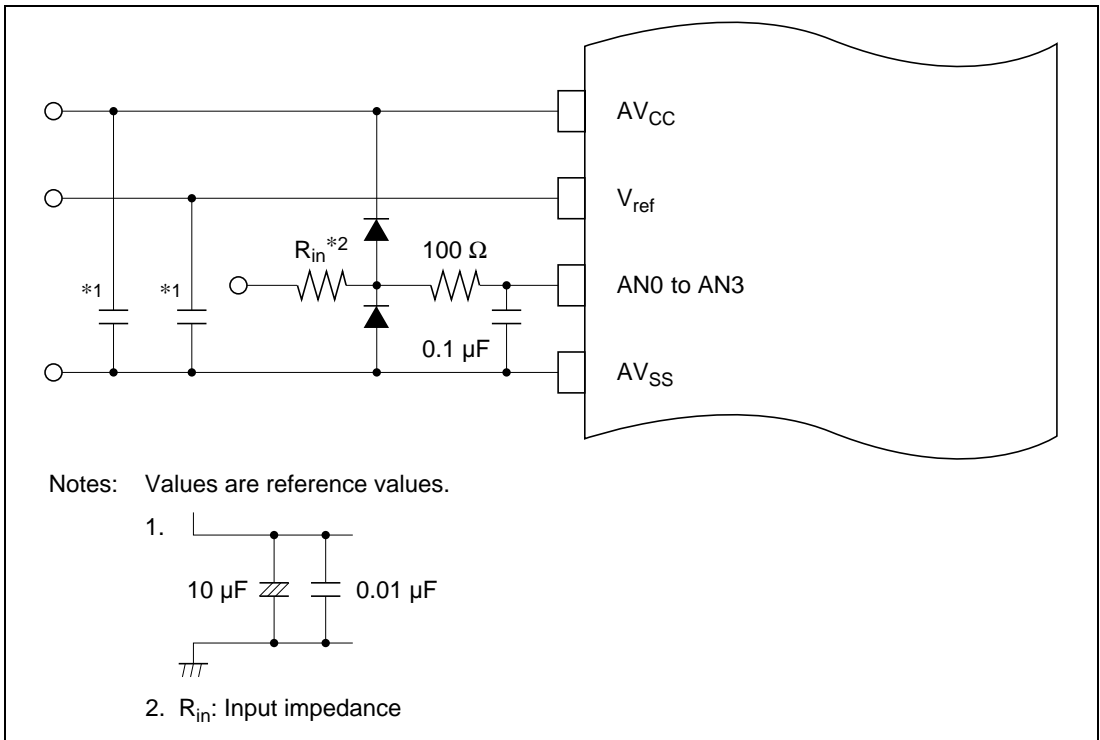 AVCC
Vref
Rin*2 100 Ω
*1 *1 AN0 to AN3
0.1 µF
AVSS
Notes: Values are reference values.
1.
10 µF 0.01 µF
2. Rin: Input impedance